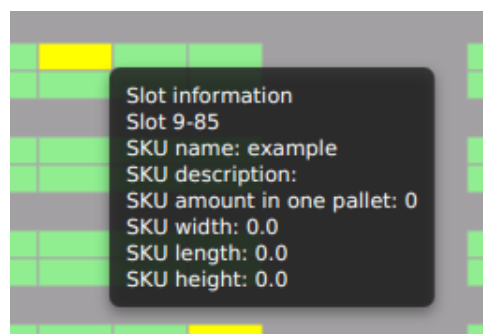 Slot information
Slot 9-85
SKU name: example
SKU description:
SKU amount in one pallet: 0
SKU width: 0.0
SKU length: 0.0
SKU height: 0.0